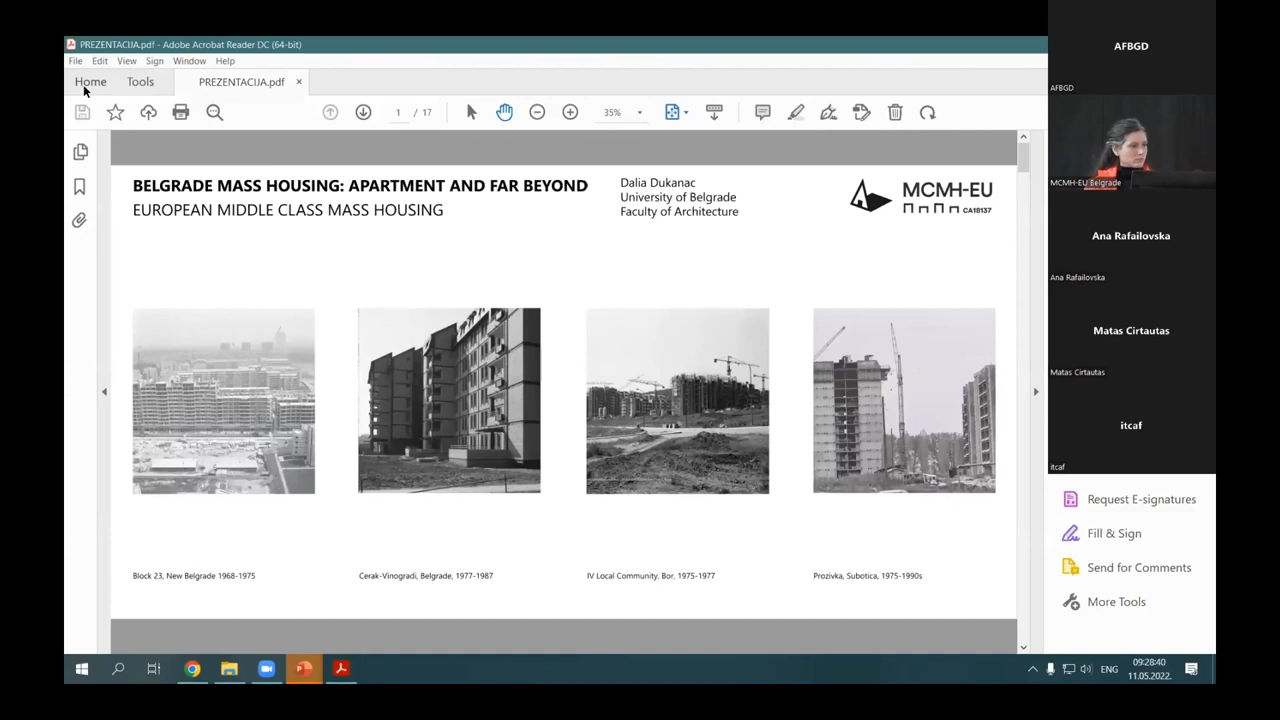 PREZENTACIJA.pdf - Adobe Acrobat Reader DC (64-bit)
File Edit View Sign Window Help
Home Tools PREZENTACIJA.pdf ×
1 / 17 35%
BELGRADE MASS HOUSING: APARTMENT AND FAR BEYOND
EUROPEAN MIDDLE CLASS MASS HOUSING
Dalia Dukanac
University of Belgrade
Faculty of Architecture
MCMH-EU
CA18137
Block 23, New Belgrade 1968-1975
Cerak-Vinogradi, Belgrade, 1977-1987
IV Local Community, Bor, 1975-1977
Prozivka, Subotica, 1975-1990s
AFBGD
AFBGD
MCMH-EU Belgrade
Ana Rafailovska
Ana Rafailovska
Matas Cirtautas
Matas Cirtautas
itcaf
itcaf
Request E-signatures
Fill & Sign
Send for Comments
More Tools
ENG
09:28:40
11.05.2022.